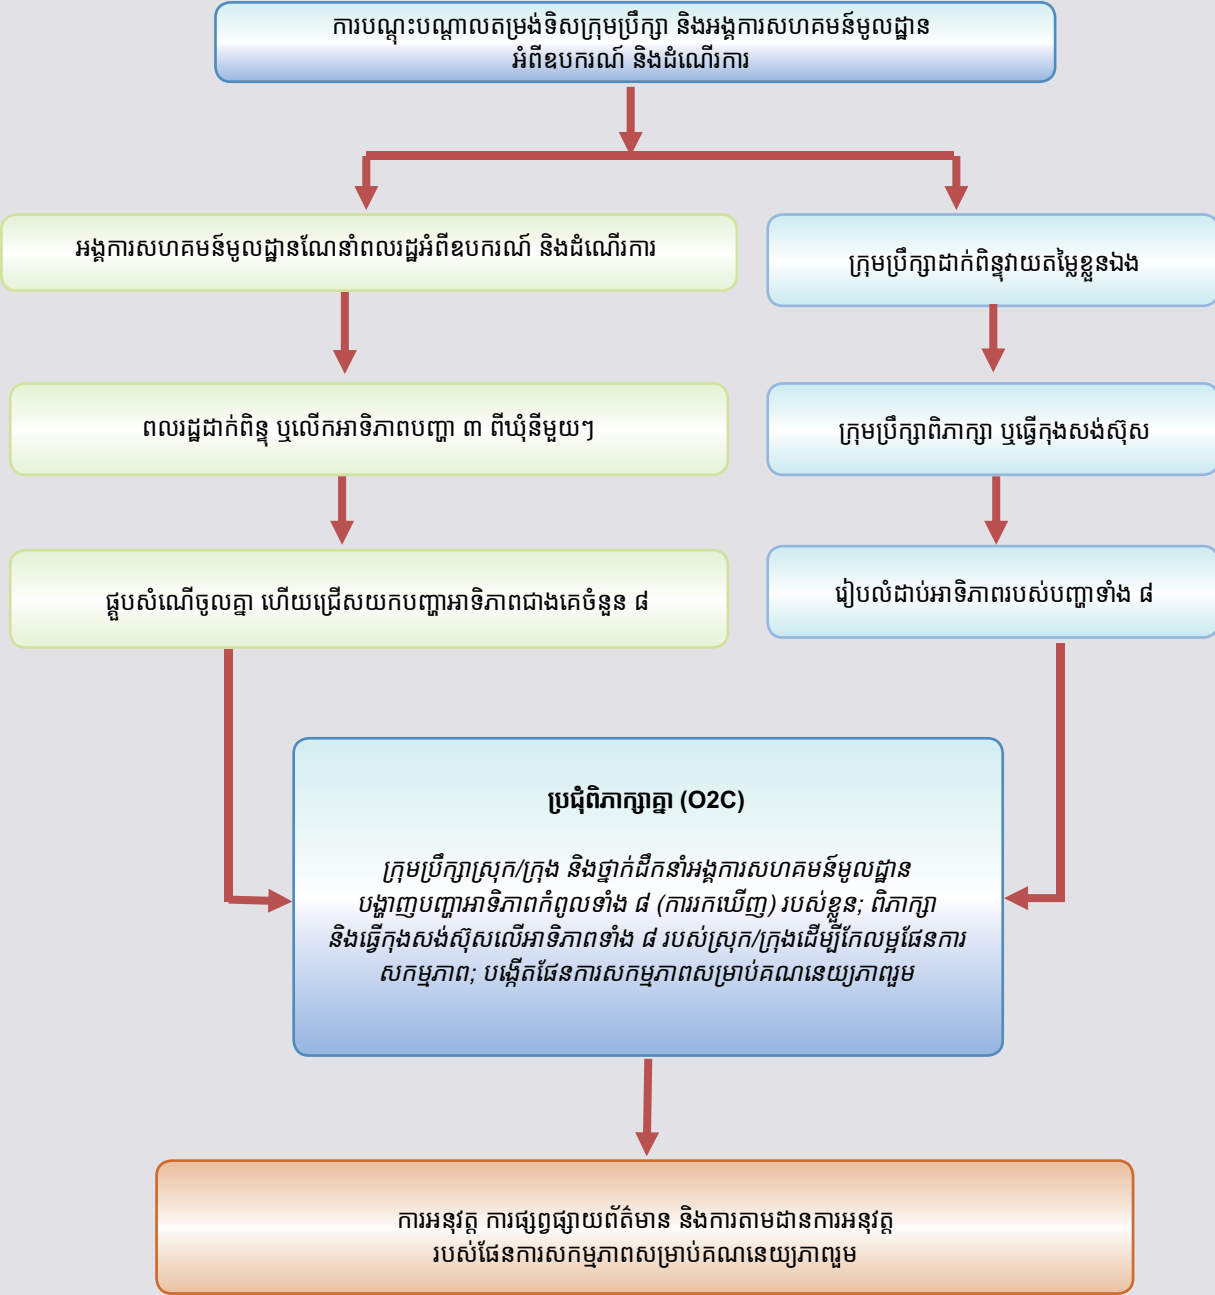 ការបណ្តុះបណ្តាលតម្រង់ទិសក្រុមប្រឹក្សា និងអង្គការសហគមន៍មូលដ្ឋាន
អំពីឧបករណ៍ និងដំណើរការ
អង្គការសហគមន៍មូលដ្ឋានណែនាំពលរដ្ឋអំពីឧបករណ៍ និងដំណើរការ
ក្រុមប្រឹក្សាដាក់ពិន្ទុវាយតម្លៃខ្លួនឯង
ពលរដ្ឋដាក់ពិន្ទុ ឬលើកអាទិភាពបញ្ហា ៣ ពីឃុំនីមួយៗ
ក្រុមប្រឹក្សាពិភាក្សា ឬធ្វើកុងសង់ស៊ុស
ផ្គួបសំណើចូលគ្នា ហើយជ្រើសយកបញ្ហាអាទិភាពជាងគេចំនួន ៨
រៀបលំដាប់អាទិភាពរបស់បញ្ហាទាំង ៨
ប្រជុំពិភាក្សាគ្នា (O2C)
ក្រុមប្រឹក្សាស្រុក/ក្រុង និងថ្នាក់ដឹកនាំអង្គការសហគមន៍មូលដ្ឋាន
បង្ហាញបញ្ហាអាទិភាពកំពូលទាំង ៨ (ការរកឃើញ) របស់ខ្លួន; ពិភាក្សា
និងធ្វើកុងសង់ស៊ុសលើអាទិភាពទាំង ៨ របស់ស្រុក/ក្រុងដើម្បីកែលម្អផែនការ
សកម្មភាព; បង្កើតផែនការសកម្មភាពសម្រាប់គណនេយ្យភាពរួម
ការអនុវត្ត ការផ្សព្វផ្សាយព័ត៌មាន និងការតាមដានការអនុវត្ត
របស់ផែនការសកម្មភាពសម្រាប់គណនេយ្យភាពរួម